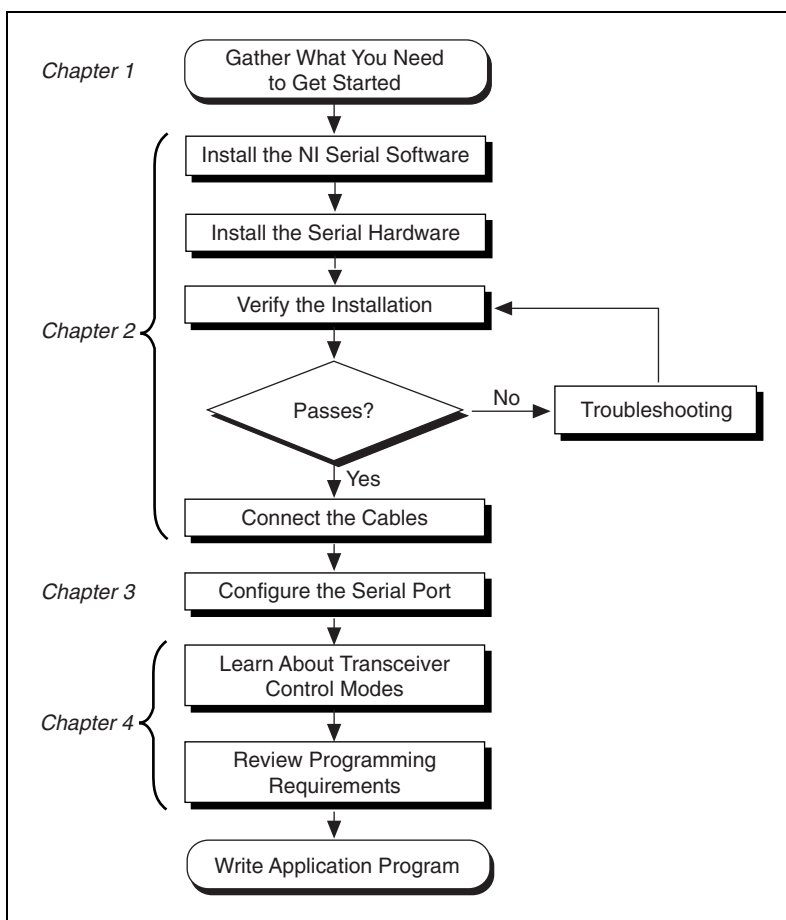 Chapter 1
Gather What You Need
to Get Started
Install the NI Serial Software
Install the Serial Hardware
Verify the Installation
Chapter 2
Passes?
No
Troubleshooting
Yes
Connect the Cables
Chapter 3
Configure the Serial Port
Learn About Transceiver
Control Modes
Chapter 4
Review Programming
Requirements
Write Application Program